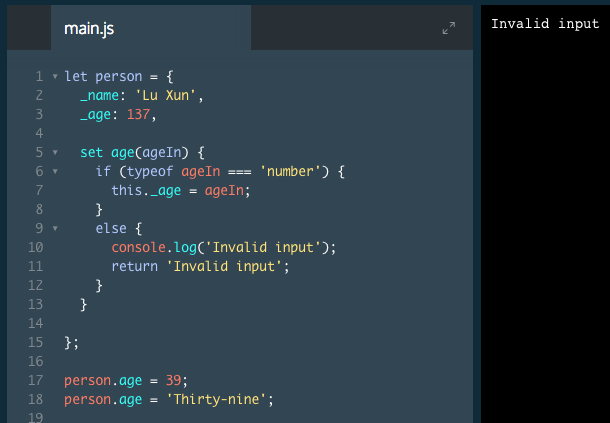 main.js
Invalid input
1 let person = {
2 _name: 'Lu Xun',
3 _age: 137,
4
5 set age(ageIn) {
6 if (typeof ageIn === 'number') {
7 this._age = ageIn;
8 }
9 else {
10 console.log('Invalid input');
11 return 'Invalid input';
12 }
13 }
14
15 };
16
17 person.age = 39;
18 person.age = 'Thirty-nine';
19